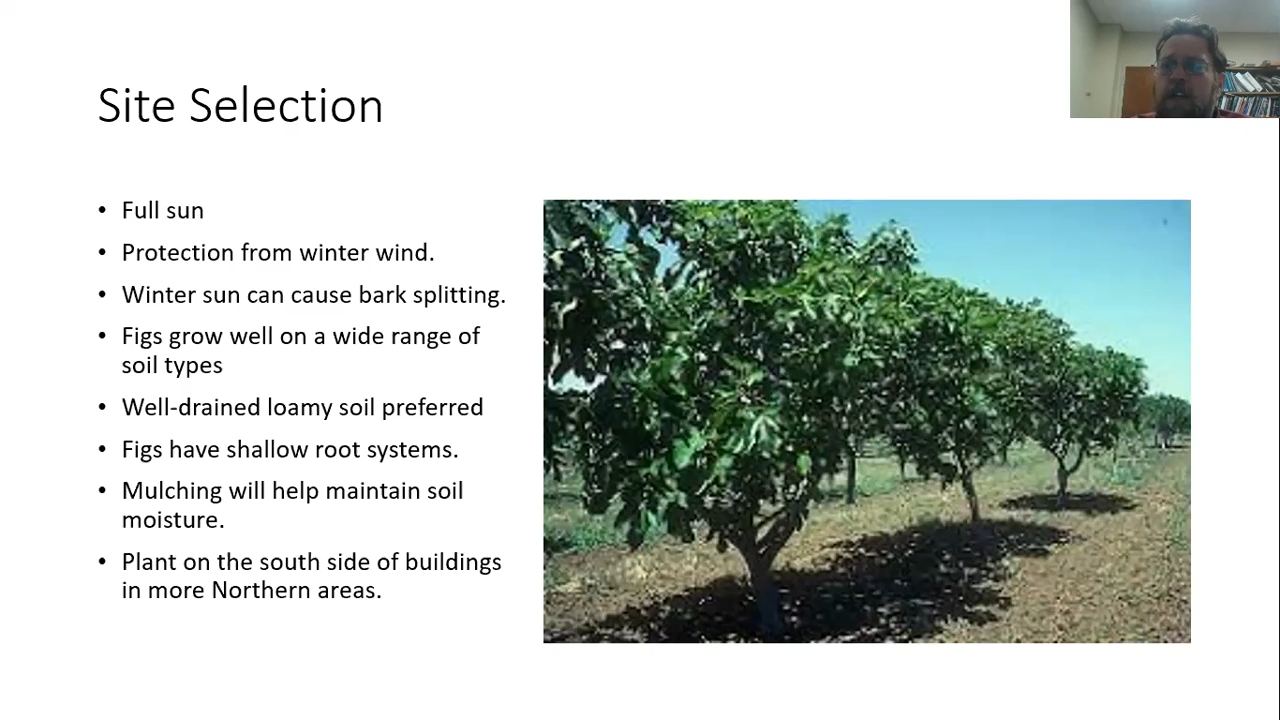 Site Selection
• Full sun
• Protection from winter wind.
• Winter sun can cause bark splitting.
• Figs grow well on a wide range of
soil types
• Well-drained loamy soil preferred
• Figs have shallow root systems.
• Mulching will help maintain soil
moisture.
• Plant on the south side of buildings
in more Northern areas.